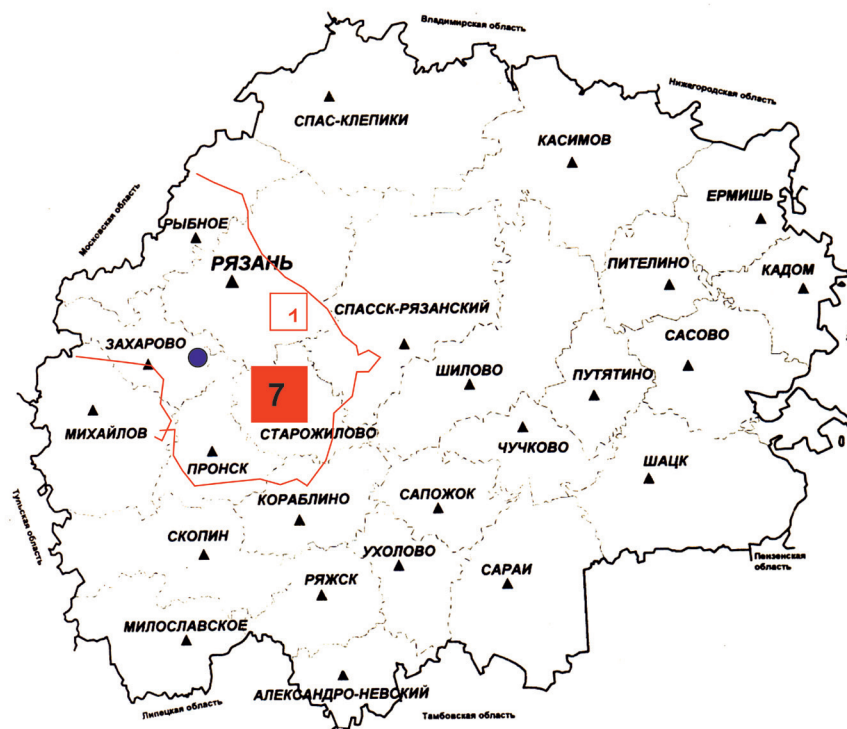 Владимирская область
Нижегородская область
СПАС-КЛЕПИКИ
КАСИМОВ
ЕРМИШЬ
Московская область
РЫБНОЕ
РЯЗАНЬ
ПИТЕЛИНО
КАДОМ
1
СПАССК-РЯЗАНСКИЙ
ЗАХАРОВО
САСОВО
7
ШИЛОВО
ПУТЯТИНО
МИХАЙЛОВ
СТАРОЖИЛОВО
ЧУЧКОВО
ПРОНСК
ШАЦК
КОРАБЛИНО
САПОЖОК
Тульская область
СКОПИН
УХОЛОВО
Пензенская
область
РЯЖСК
САРАИ
МИЛОСЛАВСКОЕ
АЛЕКСАНДРО-НЕВСКИЙ
Липецкая область
Тамбовская область